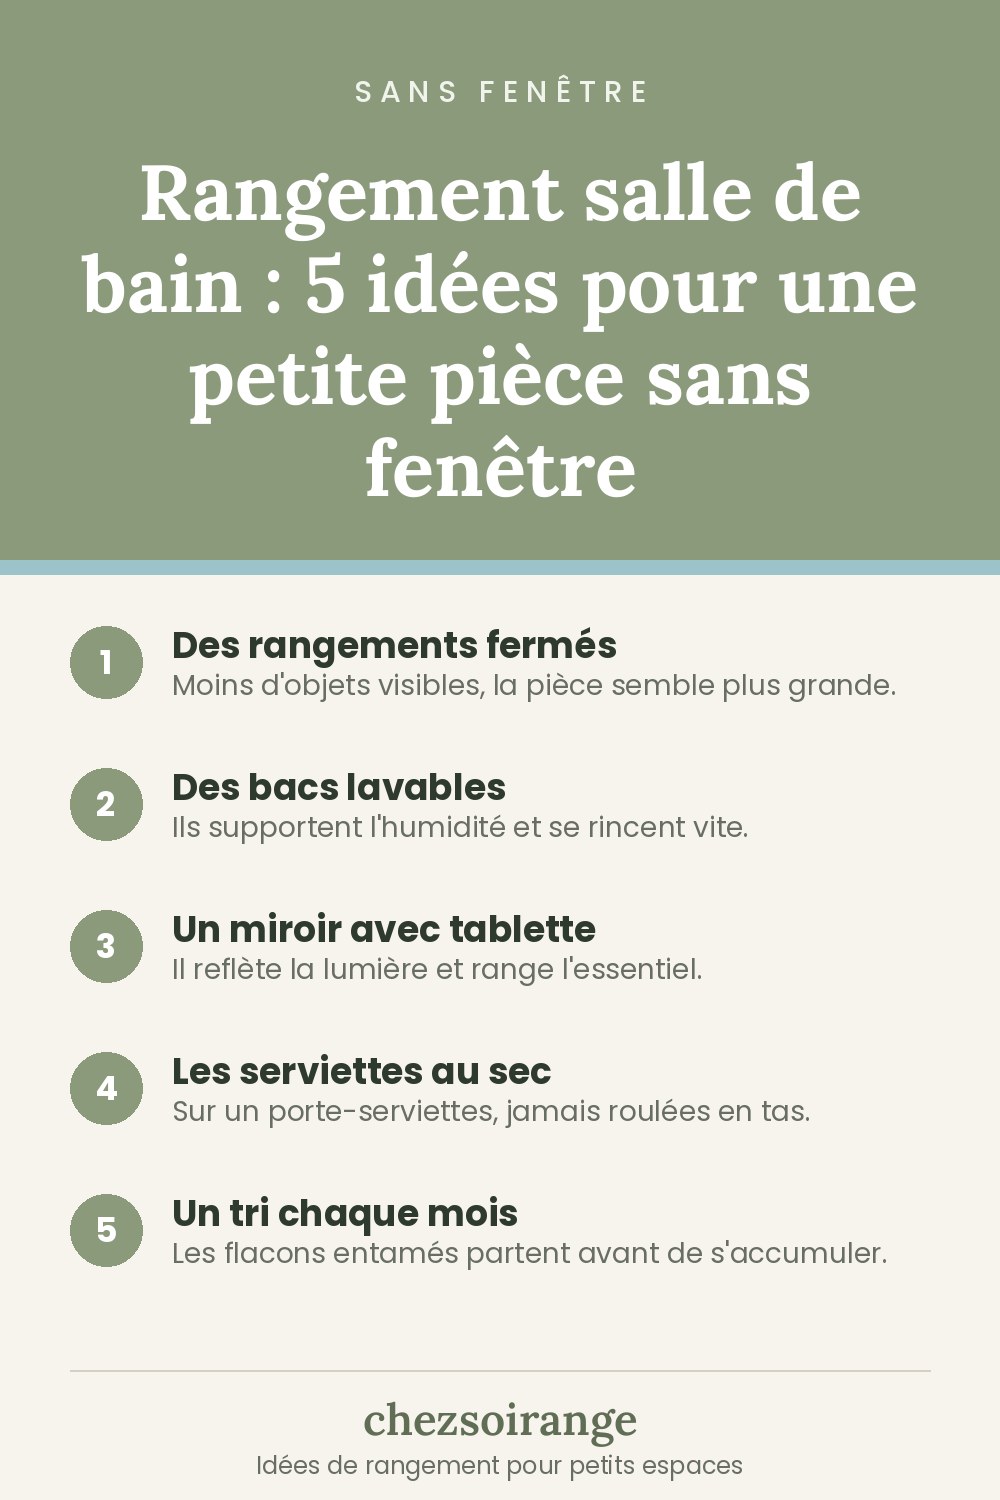 SANS FENÊTRE
Rangement salle de
bain : 5 idées pour une
petite pièce sans
fenêtre
1
Des rangements fermés
Moins d'objets visibles, la pièce semble plus grande.
2
Des bacs lavables
Ils supportent l'humidité et se rincent vite.
3
Un miroir avec tablette
Il reflète la lumière et range l'essentiel.
4
Les serviettes au sec
Sur un porte-serviettes, jamais roulées en tas.
5
Un tri chaque mois
Les flacons entamés partent avant de s'accumuler.
chezsoirange
Idées de rangement pour petits espaces